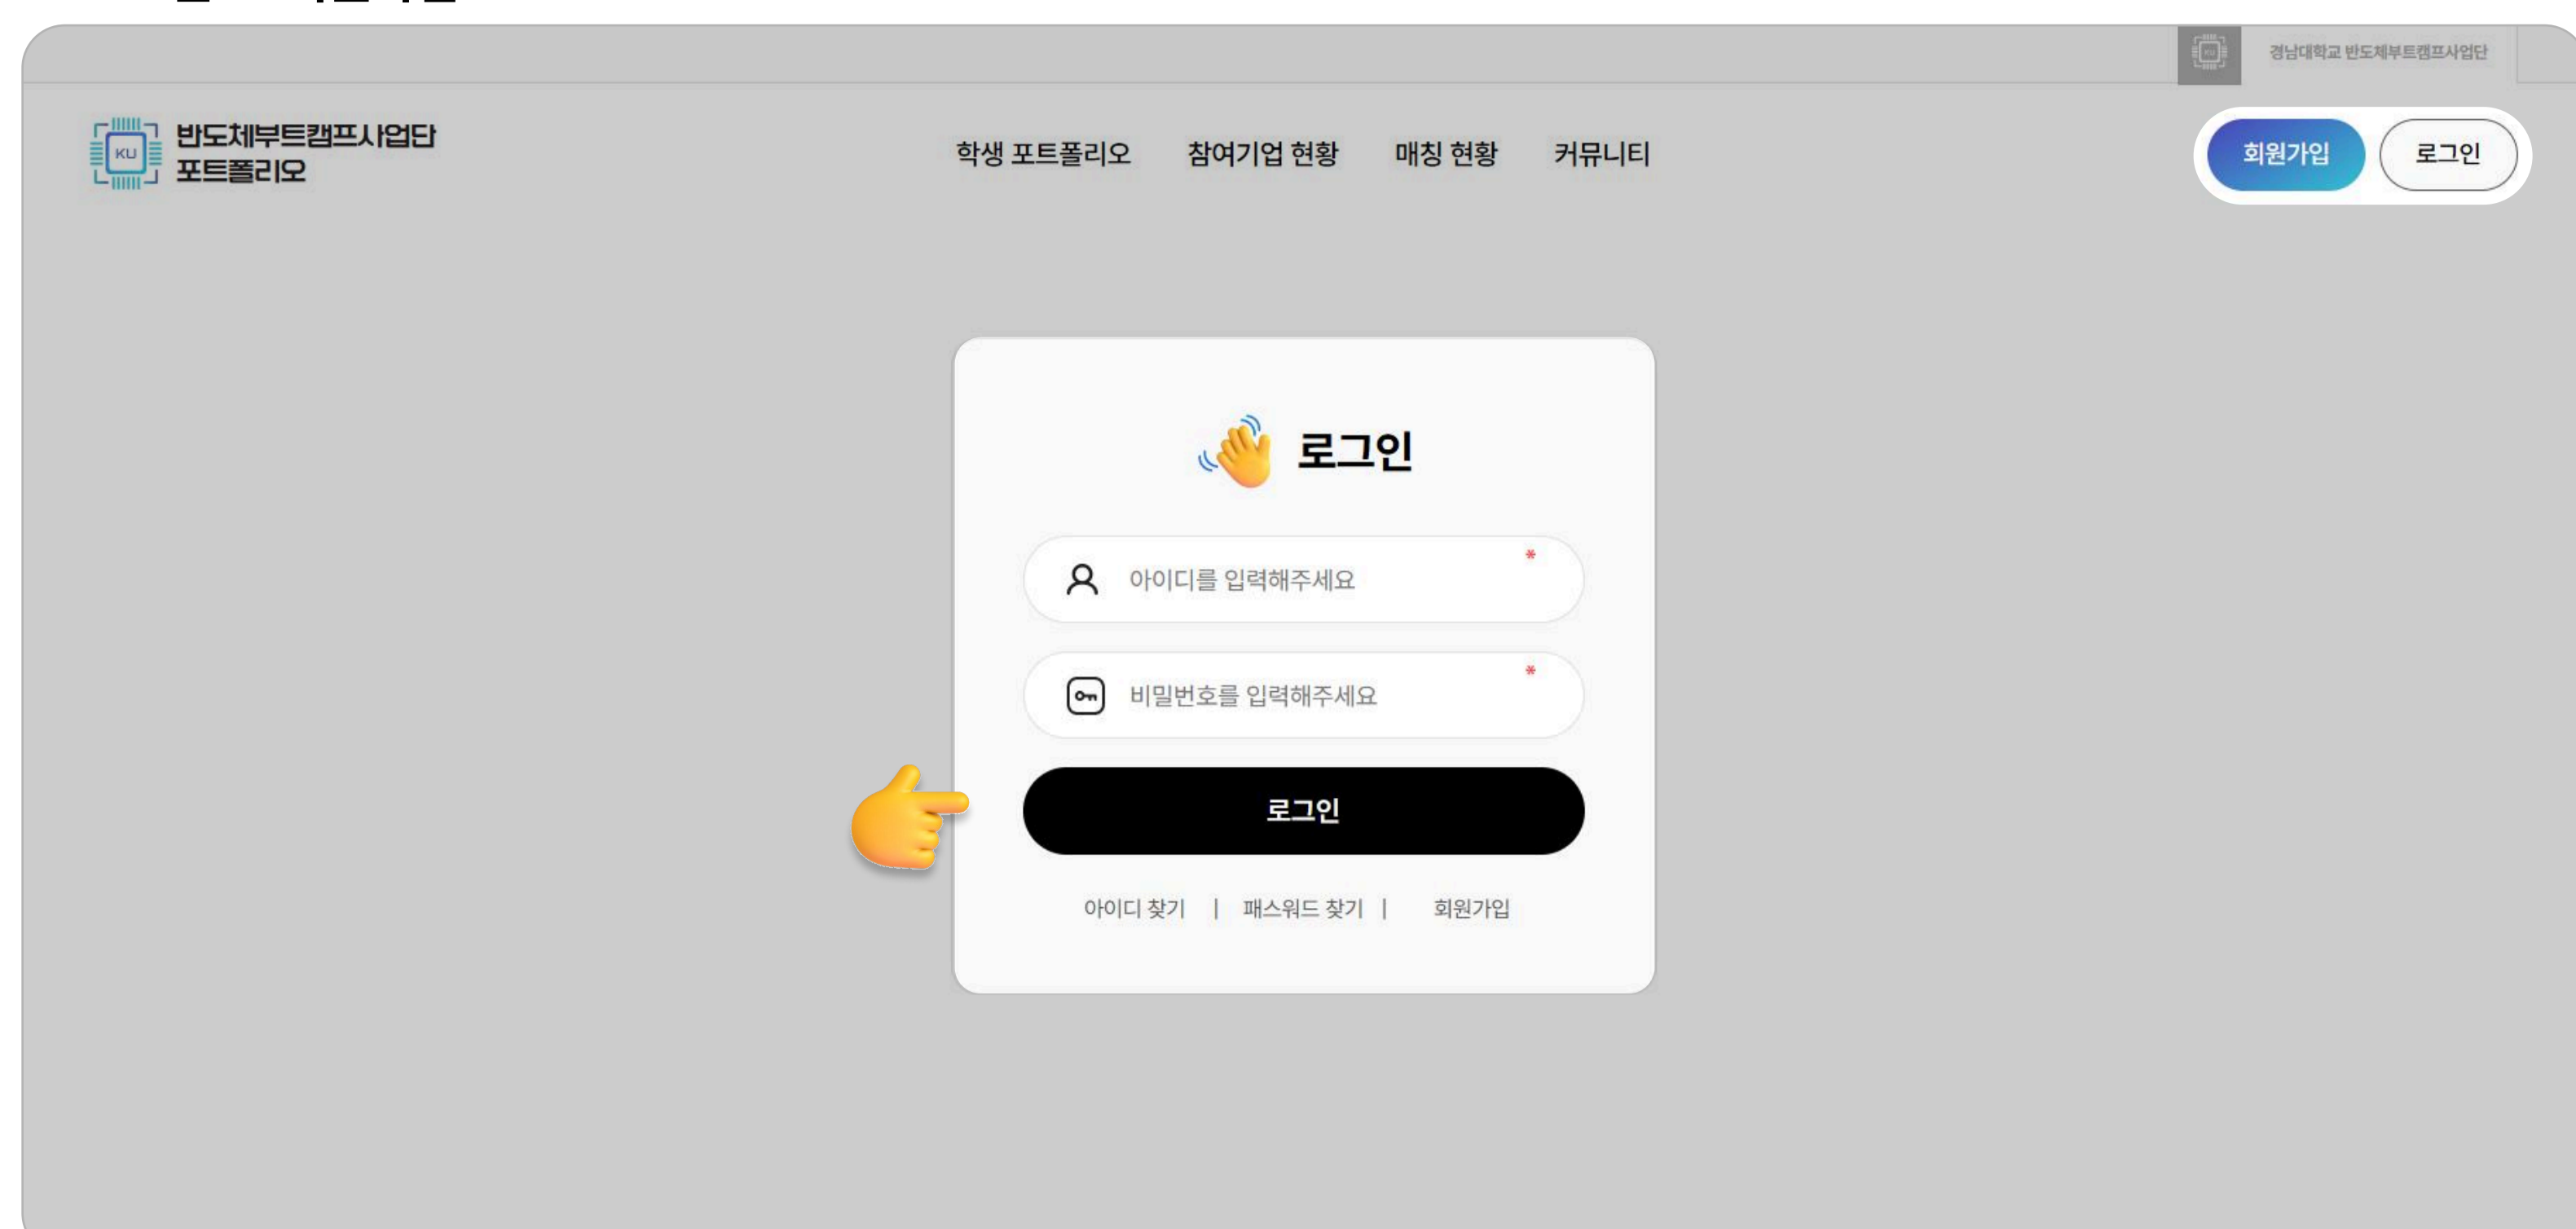 경남대학교 반도체부트캠프사업단
KU
반도체부트캠프사업단
포트폴리오
학생 포트폴리오 참여기업 현황 매칭 현황 커뮤니티
회원가입 로그인
로그인
아이디를 입력해주세요 *
비밀번호를 입력해주세요 *
로그인
아이디 찾기 | 패스워드 찾기 | 회원가입